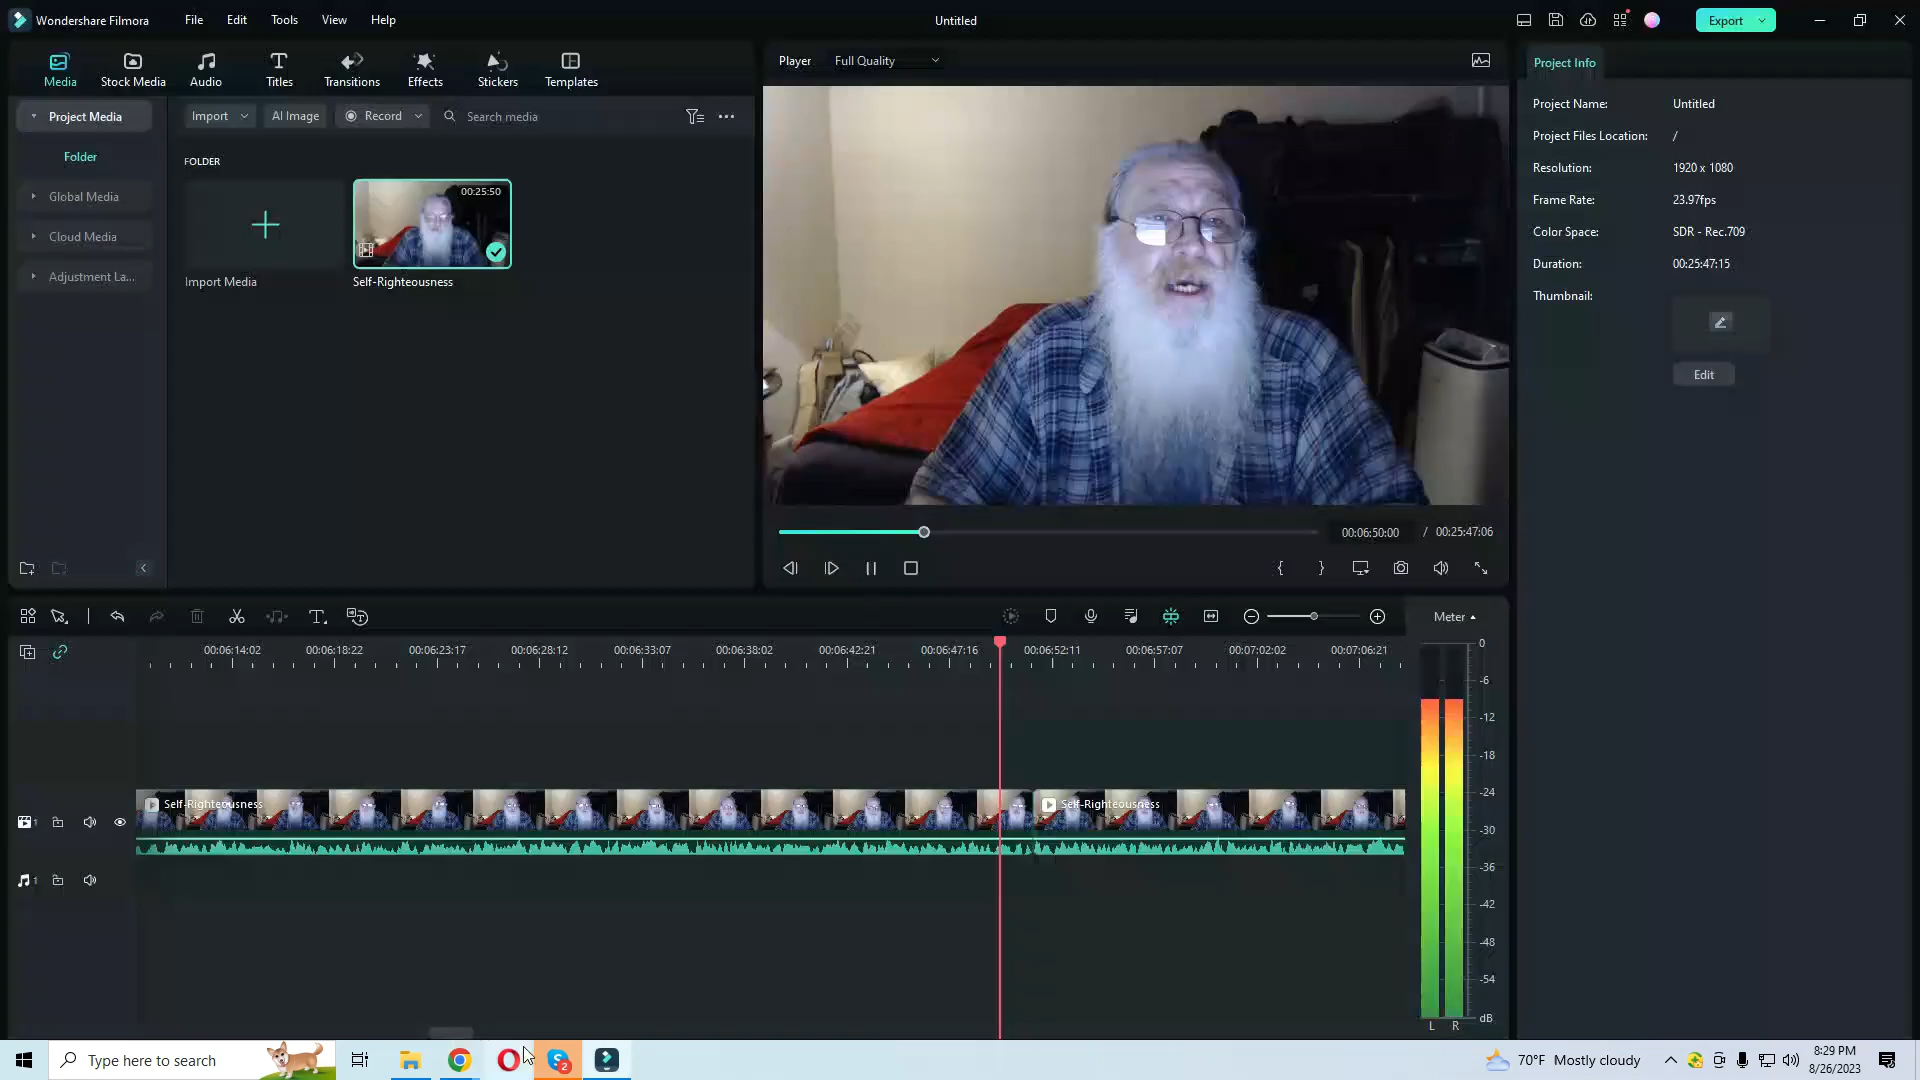 Wondershare Filmora
File
Edit
Tools
View
Help
Untitled
Export
Media
Stock Media
Audio
Titles
Transitions
Effects
Stickers
Templates
Player
Full Quality
Project Info
Project Media
Import
AI Image
Record
Search media
Folder
Global Media
Cloud Media
Adjustment La...
FOLDER
00:25:50
Import Media
Self-Righteousness
Project Name:
Untitled
Project Files Location:
/
Resolution:
1920 x 1080
Frame Rate:
23.97fps
Color Space:
SDR - Rec.709
Duration:
00:25:47:15
Thumbnail:
Edit
00:06:50:00
/
00:25:47:06
Meter
00:06:14:02
00:06:18:22
00:06:23:17
00:06:28:12
00:06:33:07
00:06:38:02
00:06:42:21
00:06:47:16
00:06:52:11
00:06:57:07
00:07:02:02
00:07:06:21
Self-Righteousness
Self-Righteousness
1
1
0
-6
-12
-18
-24
-30
-36
-42
-48
-54
dB
L
R
Type here to search
2
70°F
Mostly cloudy
8:29 PM
8/26/2023